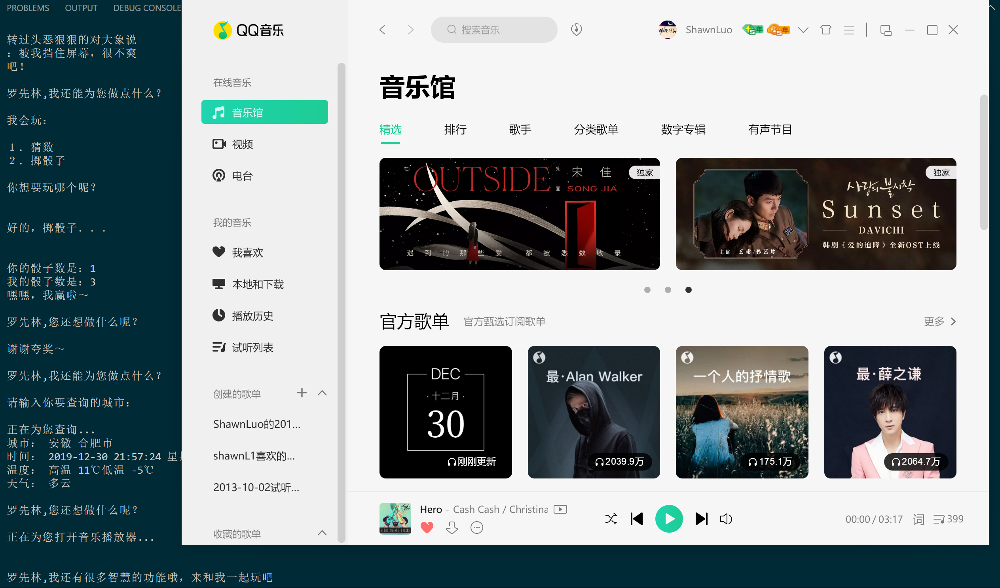 PROBLEMS OUTPUT DEBUG CONSOLE
转过头恶狠狠的对大象说
：被我挡住屏幕，很不爽
吧！
罗先林,我还能为您做点什么？
我会玩：
１．猜数
２．掷骰子
你想要玩哪个呢？
好的，掷骰子．．．
你的骰子数是：1
我的骰子数是：3
嘿嘿，我赢啦～
罗先林,您还想做什么呢？
谢谢夸奖～
罗先林,我还能为您做点什么？
请输入你要查询的城市：
正在为您查询...
城市： 安徽 合肥市
时间： 2019-12-30 21:57:24 星
温度： 高温 11℃低温 -5℃
天气： 多云
罗先林,您还想做什么呢？
正在为您打开音乐播放器...
罗先林,我还有很多智慧的功能哦，来和我一起玩吧
QQ音乐
在线音乐
音乐馆
视频
电台
我的音乐
我喜欢
本地和下载
播放历史
试听列表
创建的歌单
ShawnLuo的201...
shawnL1喜欢的...
2013-10-02试听...
收藏的歌单
搜索音乐
ShawnLuo
5年 5年
音乐馆
精选 排行 歌手 分类歌单 数字专辑 有声节目
在 OUTSIDE 外面 宋佳
SONG JIA
独家
遇到的那些爱 都被悉数收录
独家
사랑의 불시착
Sunset
DAVICHI
韩剧《爱的迫降》全新OST上线
主演 玄彬/孙艺珍
官方歌单 官方甄选订阅歌单 更多
DEC
·十二月·
30
刚刚更新
最·Alan Walker
2039.9万
一个人的抒情歌
175.1万
最·薛之谦
2064.7万
Hero - Cash Cash / Christina
00:00 / 03:17 词 399